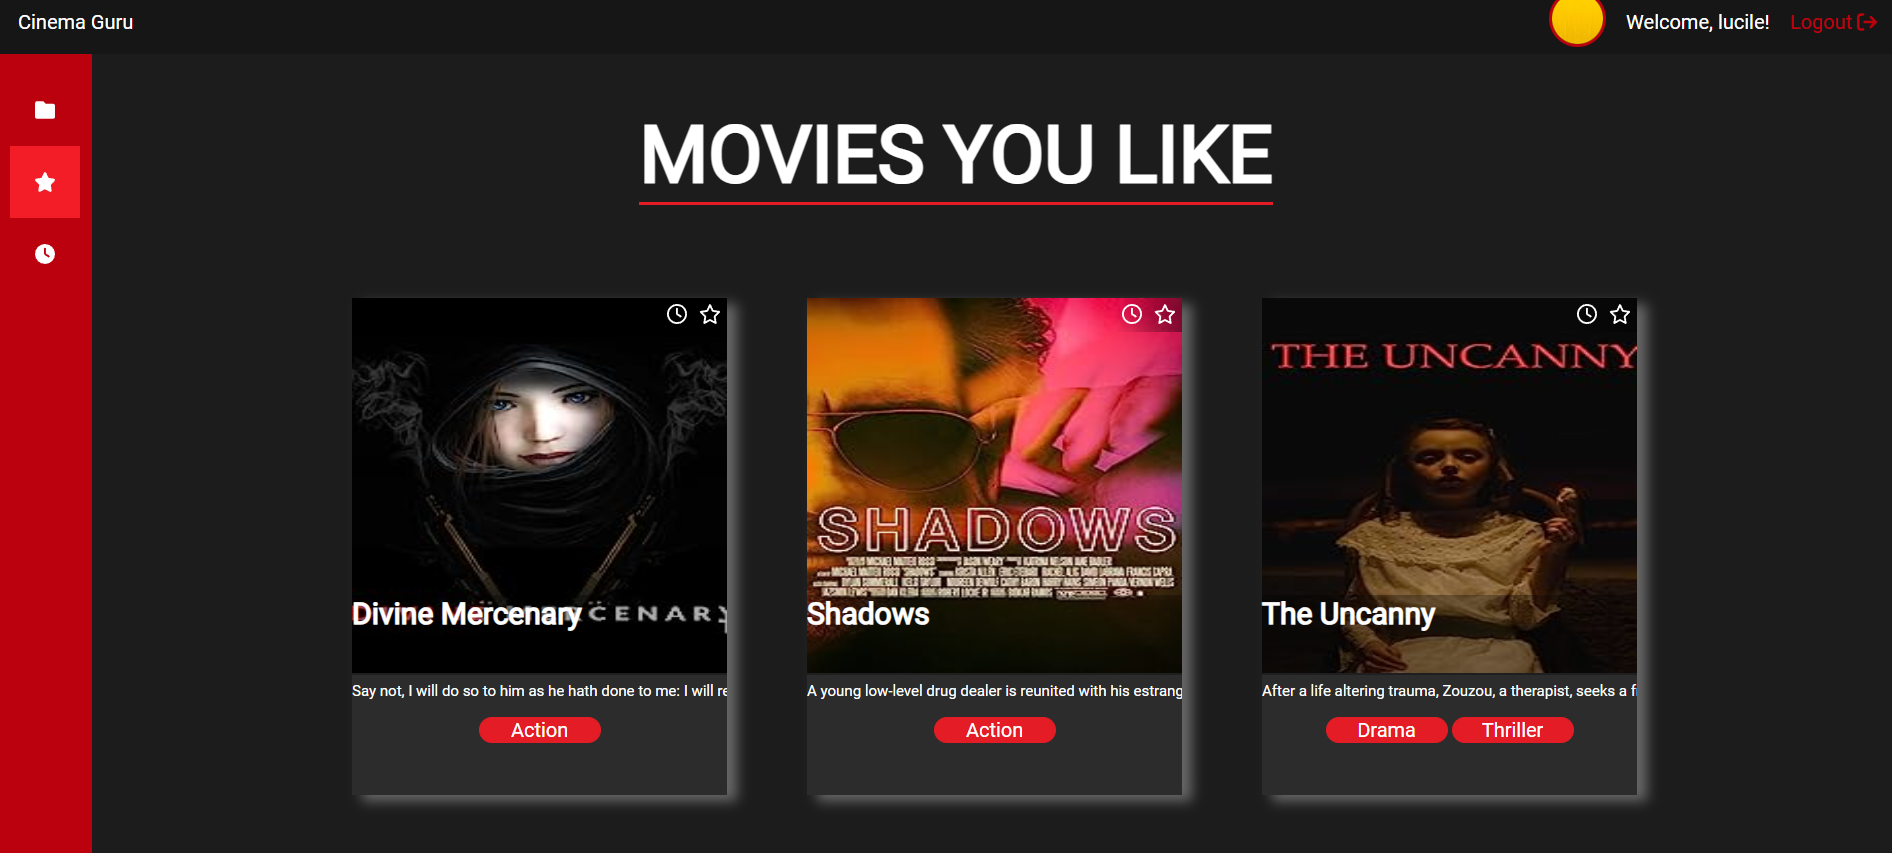 Cinema Guru
Welcome, lucile!
Logout
MOVIES YOU LIKE
THE UNCANNY
SHADOWS
Divine Mercenary
CENARY
Shadows
The Uncanny
Say not, I will do so to him as he hath done to me: I will re
A young low-level drug dealer is reunited with his estrang
After a life altering trauma, Zouzou, a therapist, seeks a f
Action
Action
Drama
Thriller